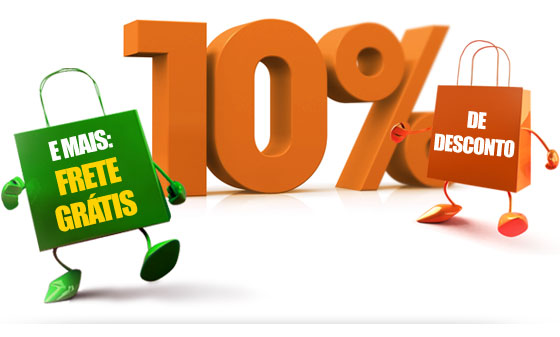 10%
DE
DESCONTO
E MAIS:
FRETE
GRÁTIS